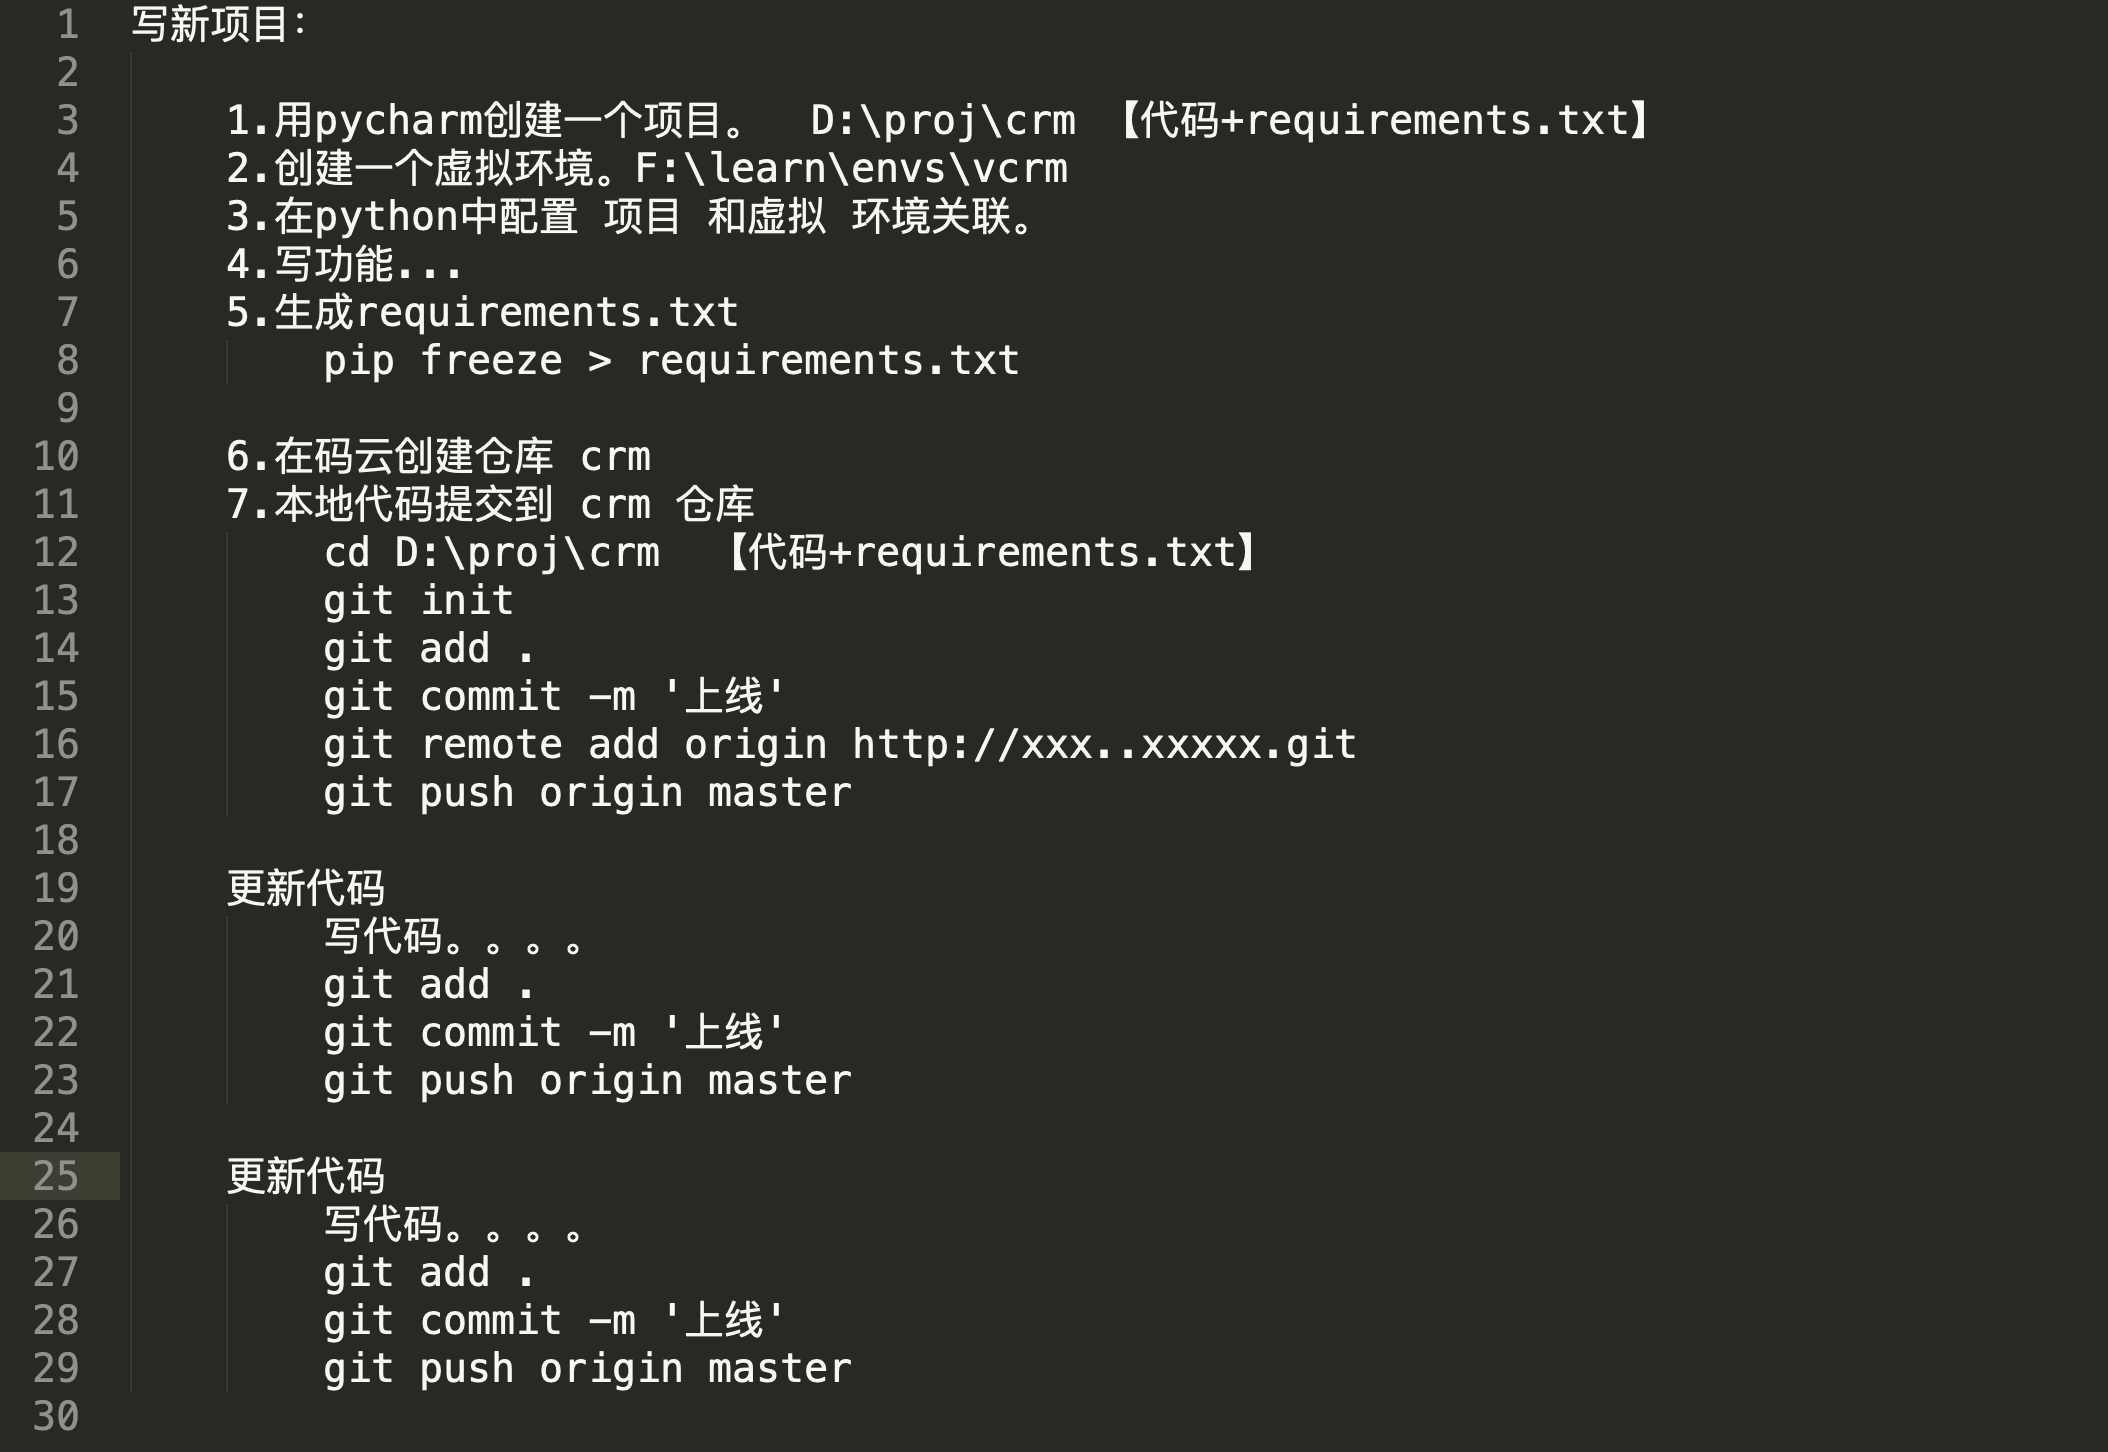 1 写新项目:
2
3 1.用pycharm创建一个项目。  D:\proj\crm 【代码+requirements.txt】
4 2.创建一个虚拟环境。F:\learn\envs\vcrm
5 3.在python中配置 项目 和虚拟 环境关联。
6 4.写功能...
7 5.生成requirements.txt
8 pip freeze > requirements.txt
9
10 6.在码云创建仓库 crm
11 7.本地代码提交到 crm 仓库
12 cd D:\proj\crm  【代码+requirements.txt】
13 git init
14 git add .
15 git commit -m '上线'
16 git remote add origin http://xxx..xxxxx.git
17 git push origin master
18
19 更新代码
20 写代码。。。。
21 git add .
22 git commit -m '上线'
23 git push origin master
24
25 更新代码
26 写代码。。。。
27 git add .
28 git commit -m '上线'
29 git push origin master
30